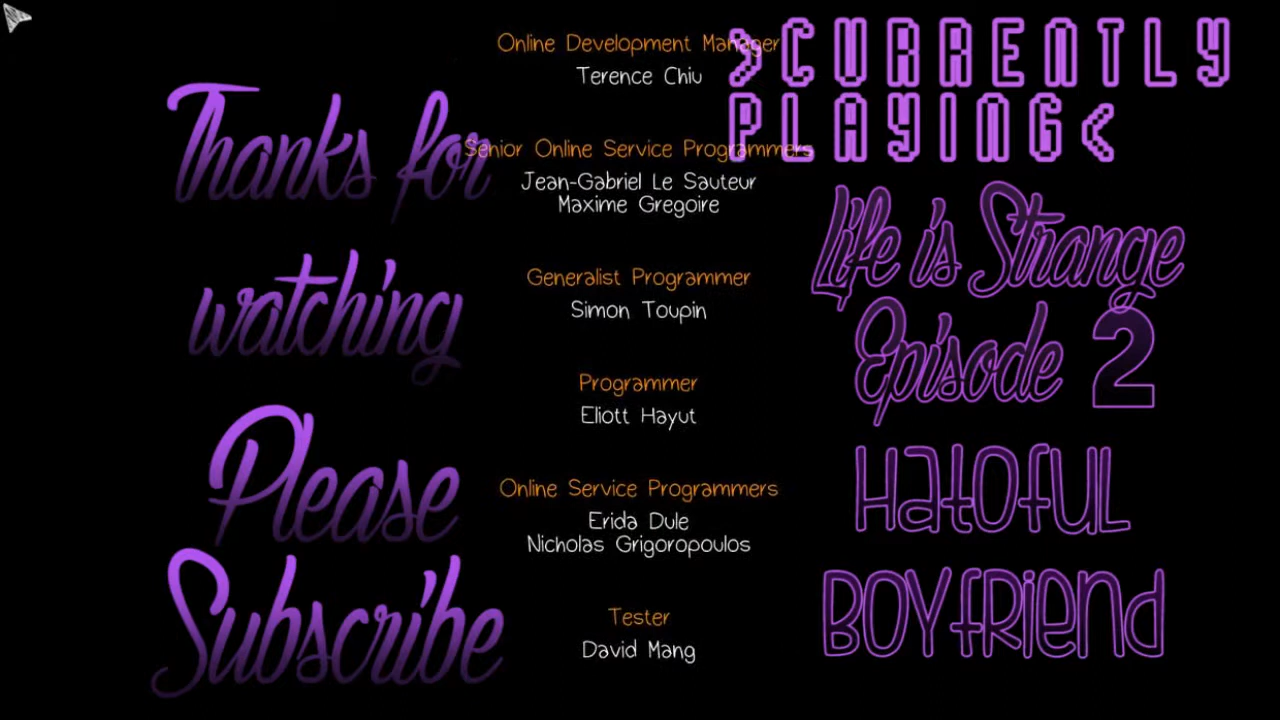 Thanks for
watching
Please
Subscribe
Online Development Manager
Terence Chiu
Senior Online Service Programmers
Jean-Gabriel Le Sauteur
Maxime Gregoire
Generalist Programmer
Simon Toupin
Programmer
Eliott Hayut
Online Service Programmers
Erida Dule
Nicholas Grigoropoulos
Tester
David Mang
>CURRENTLY
PLAYING<
Life is Strange
Episode 2
Hatoful
Boyfriend